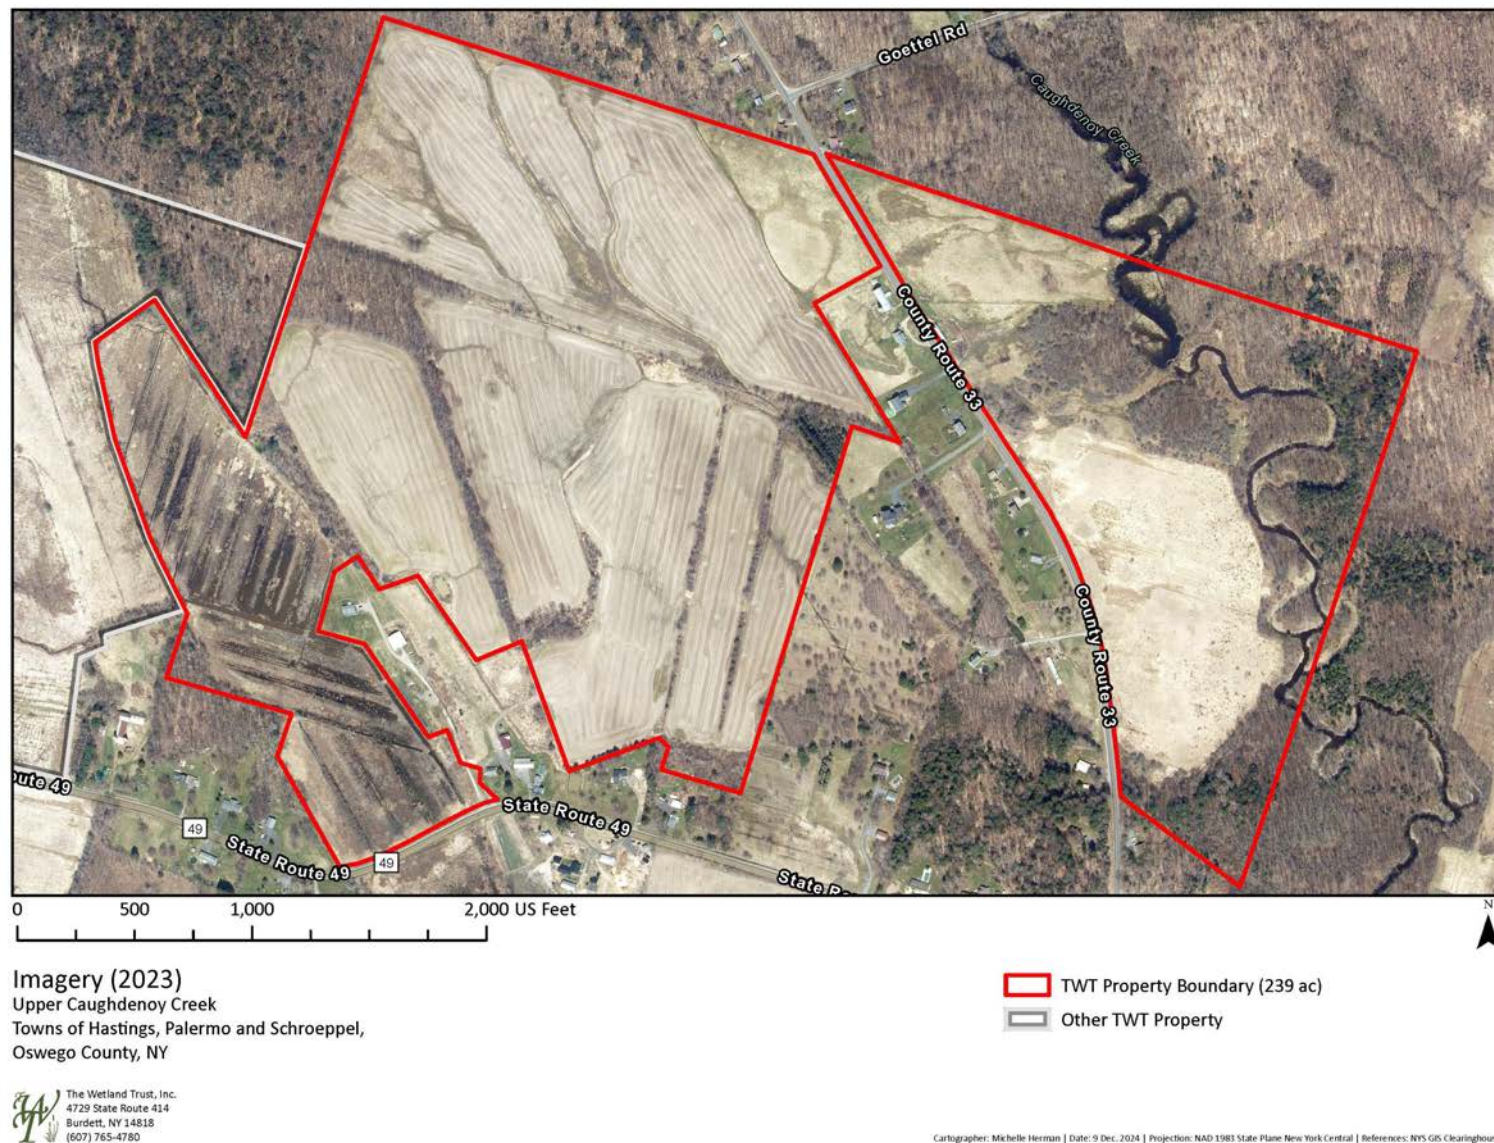 Goettel Rd
Caughdenoy Creek
County Route 33
County Route 33
oute 49
49
State Route 49
49
State Route 49
State R
0 500 1,000 2,000 US Feet
N
Imagery (2023)
Upper Caughdenoy Creek
Towns of Hastings, Palermo and Schroeppel,
Oswego County, NY
TWT Property Boundary (239 ac)
Other TWT Property
The Wetland Trust, Inc.
4729 State Route 414
Burdett, NY 14818
(607) 765-4780
Cartographer: Michelle Herman | Date: 9 Dec. 2024 | Projection: NAD 1983 State Plane New York Central | References: NYS GIS Clearinghou